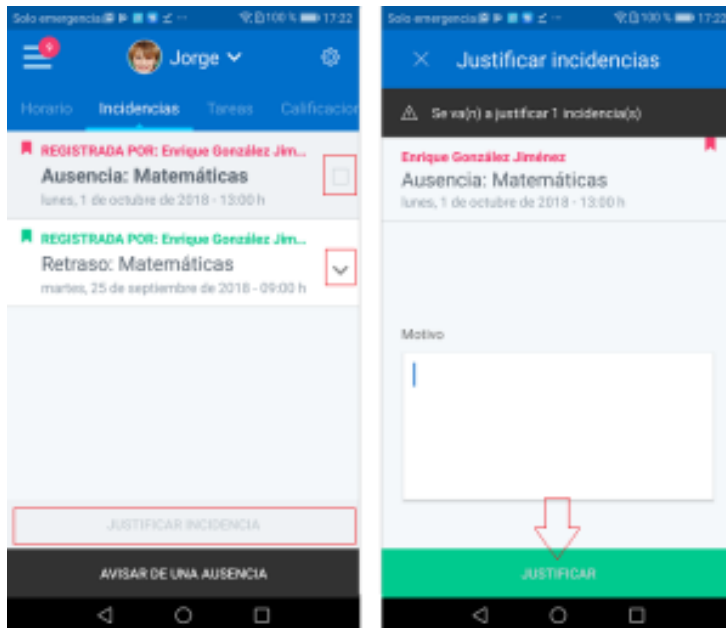 Solo emergencia 100 % 17:22
9
Jorge
Horario Incidencias Tareas Calificacion
REGISTRADA POR: Enrique González Jim...
Ausencia: Matemáticas
lunes, 1 de octubre de 2018 - 13:00 h
REGISTRADA POR: Enrique González Jim...
Retraso: Matemáticas
martes, 25 de septiembre de 2018 - 09:00 h
JUSTIFICAR INCIDENCIA
AVISAR DE UNA AUSENCIA
Solo emergencia 100 % 17:22
Justificar incidencias
Se va(n) a justificar 1 incidencia(s)
Enrique González Jiménez
Ausencia: Matemáticas
lunes, 1 de octubre de 2018 - 13:00 h
Motivo
JUSTIFICAR